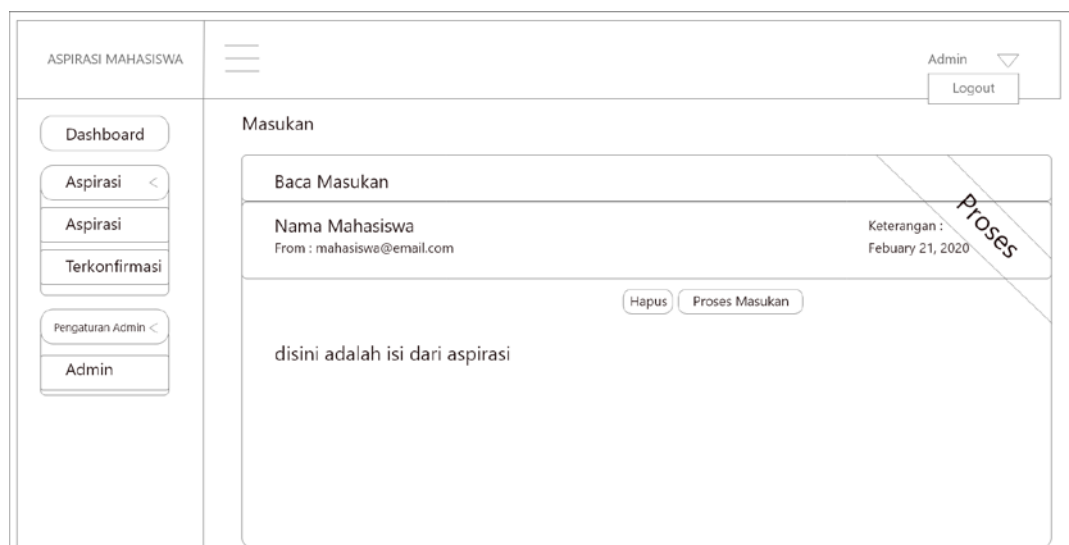 ASPIRASI MAHASISWA
Admin
Logout
Dashboard
Aspirasi <
Aspirasi
Terkonfirmasi
Pengaturan Admin <
Admin
Masukan
Baca Masukan
Proses
Nama Mahasiswa
From : mahasiswa@email.com
Keterangan :
Febuary 21, 2020
Hapus
Proses Masukan
disini adalah isi dari aspirasi